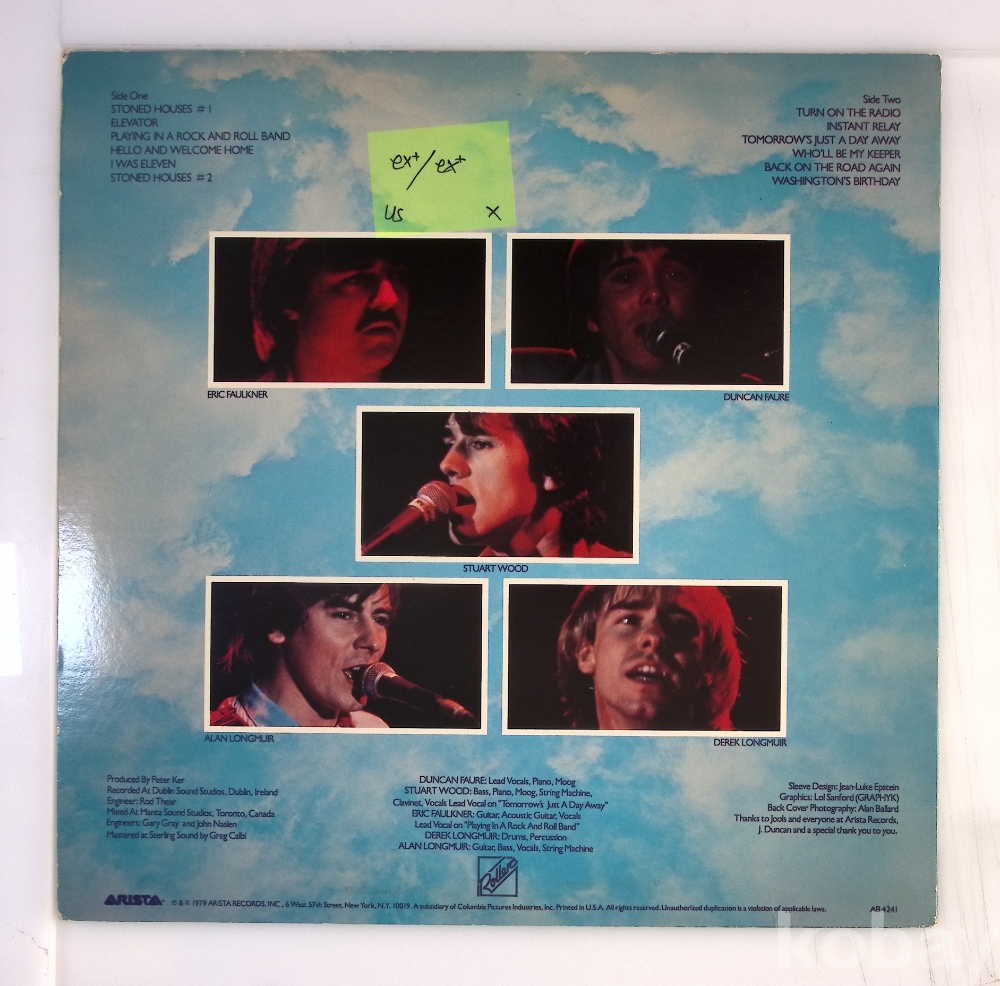 Side One
STONED HOUSES #1
ELEVATOR
PLAYING IN A ROCK AND ROLL BAND
HELLO AND WELCOME HOME
I WAS ELEVEN
STONED HOUSES #2
Side Two
TURN ON THE RADIO
INSTANT RELAY
TOMORROW'S JUST A DAY AWAY
WHO'LL BE MY KEEPER
BACK ON THE ROAD AGAIN
WASHINGTON'S BIRTHDAY
ex+/ex+
us x
ERIC FAULKNER
DUNCAN FAURE
STUART WOOD
ALAN LONGMUIR
DEREK LONGMUIR
Produced By Peter Ker
Recorded At Dublin Sound Studios, Dublin, Ireland
Engineer: Rod Thear
Mixed At Manta Sound Studios, Toronto, Canada
Engineers: Gary Gray and John Naslen
Mastered at Sterling Sound by Greg Calbi
DUNCAN FAURE: Lead Vocals, Piano, Moog
STUART WOOD: Bass, Piano, Moog, String Machine,
Clavinet, Vocals Lead Vocal on "Tomorrow's Just A Day Away"
ERIC FAULKNER: Guitar, Acoustic Guitar, Vocals
Lead Vocal on "Playing In A Rock And Roll Band"
DEREK LONGMUIR: Drums, Percussion
ALAN LONGMUIR: Guitar, Bass, Vocals, String Machine
Sleeve Design: Jean-Luke Epstein
Graphics: Lol Sanford (GRAPHYK)
Back Cover Photography: Alan Ballard
Thanks to Jools and everyone at Arista Records,
J. Duncan and a special thank you to you.
Rollers
ARISTA © & ℗ 1979 ARISTA RECORDS, INC., 6 West 57th Street, New York, N.Y. 10019. A subsidiary of Columbia Pictures Industries, Inc. Printed in U.S.A. All rights reserved. Unauthorized duplication is a violation of applicable laws. AB 4241
kobay